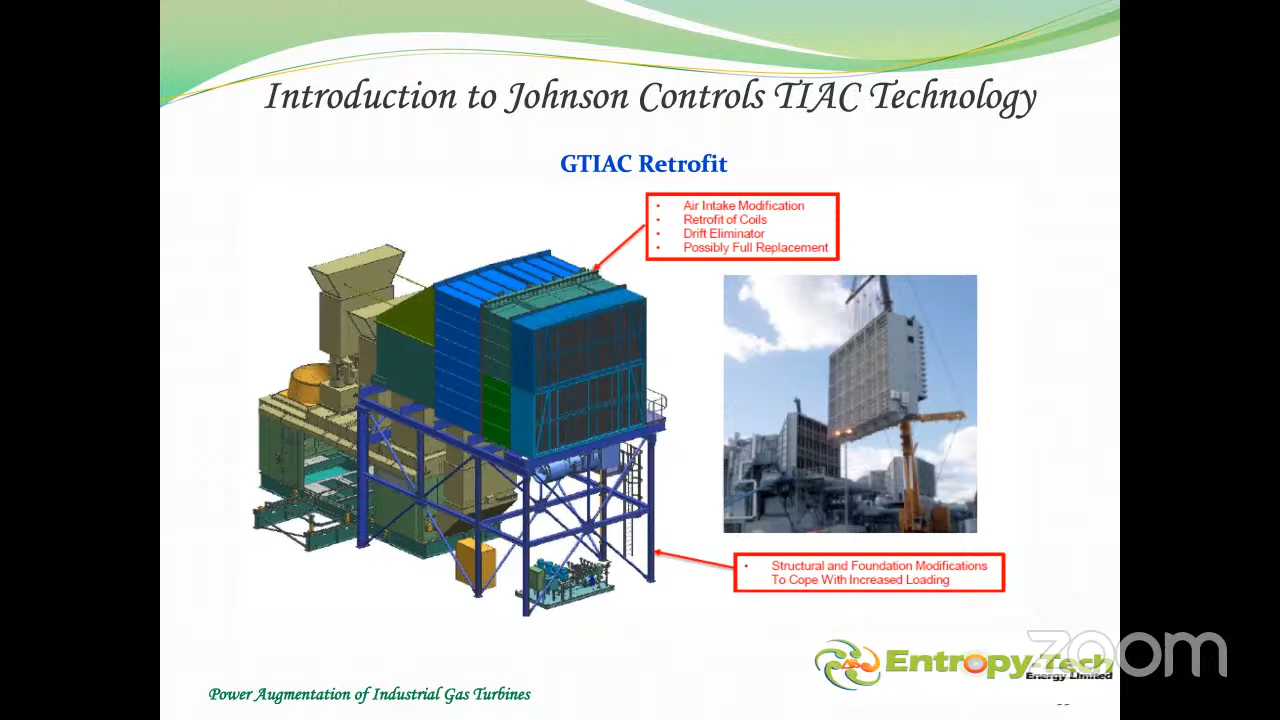 Introduction to Johnson Controls TIAC Technology
GTIAC Retrofit
• Air Intake Modification
• Retrofit of Coils
• Drift Eliminator
• Possibly Full Replacement
• Structural and Foundation Modifications
To Cope With Increased Loading
Entropy-Tech
Energy Limited
zoom
Power Augmentation of Industrial Gas Turbines